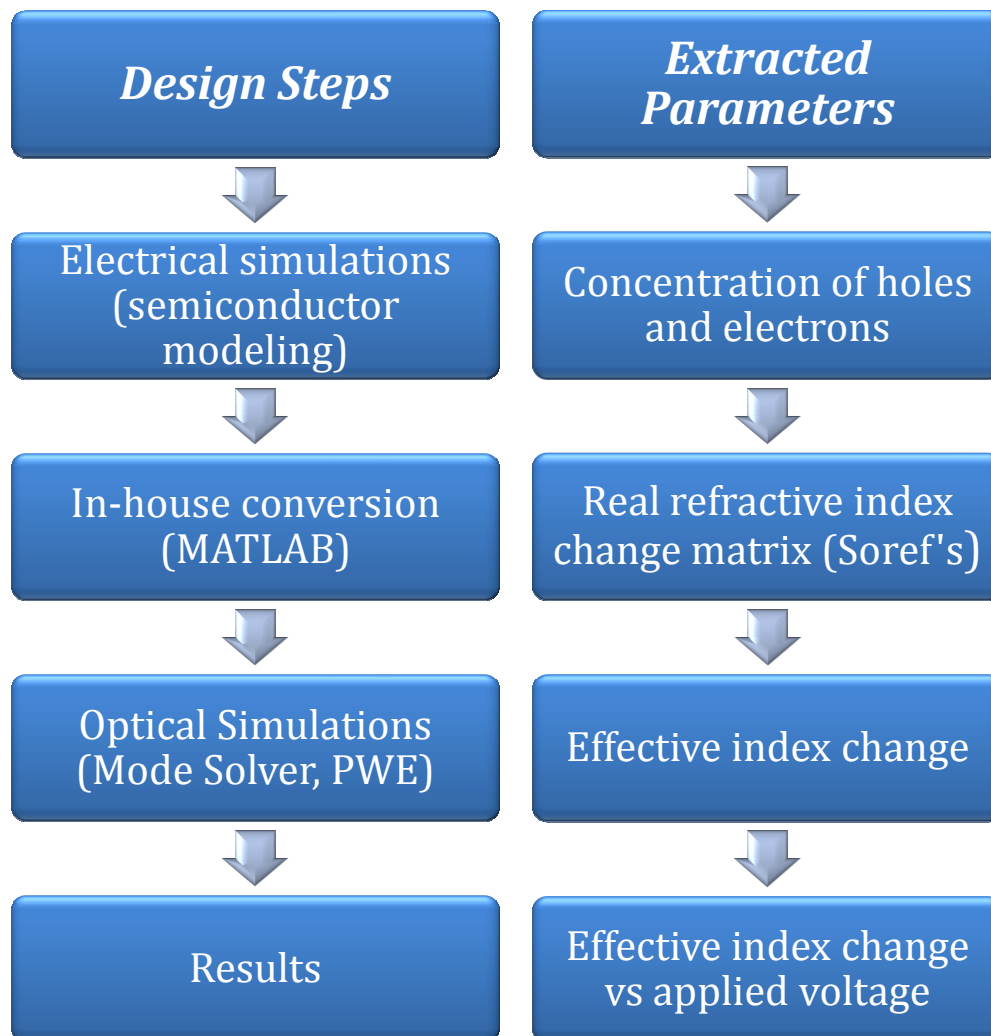 Design Steps
Electrical simulations
(semiconductor
modeling)
In-house conversion
(MATLAB)
Optical Simulations
(Mode Solver, PWE)
Results
Extracted
Parameters
Concentration of holes
and electrons
Real refractive index
change matrix (Soref's)
Effective index change
Effective index change
vs applied voltage